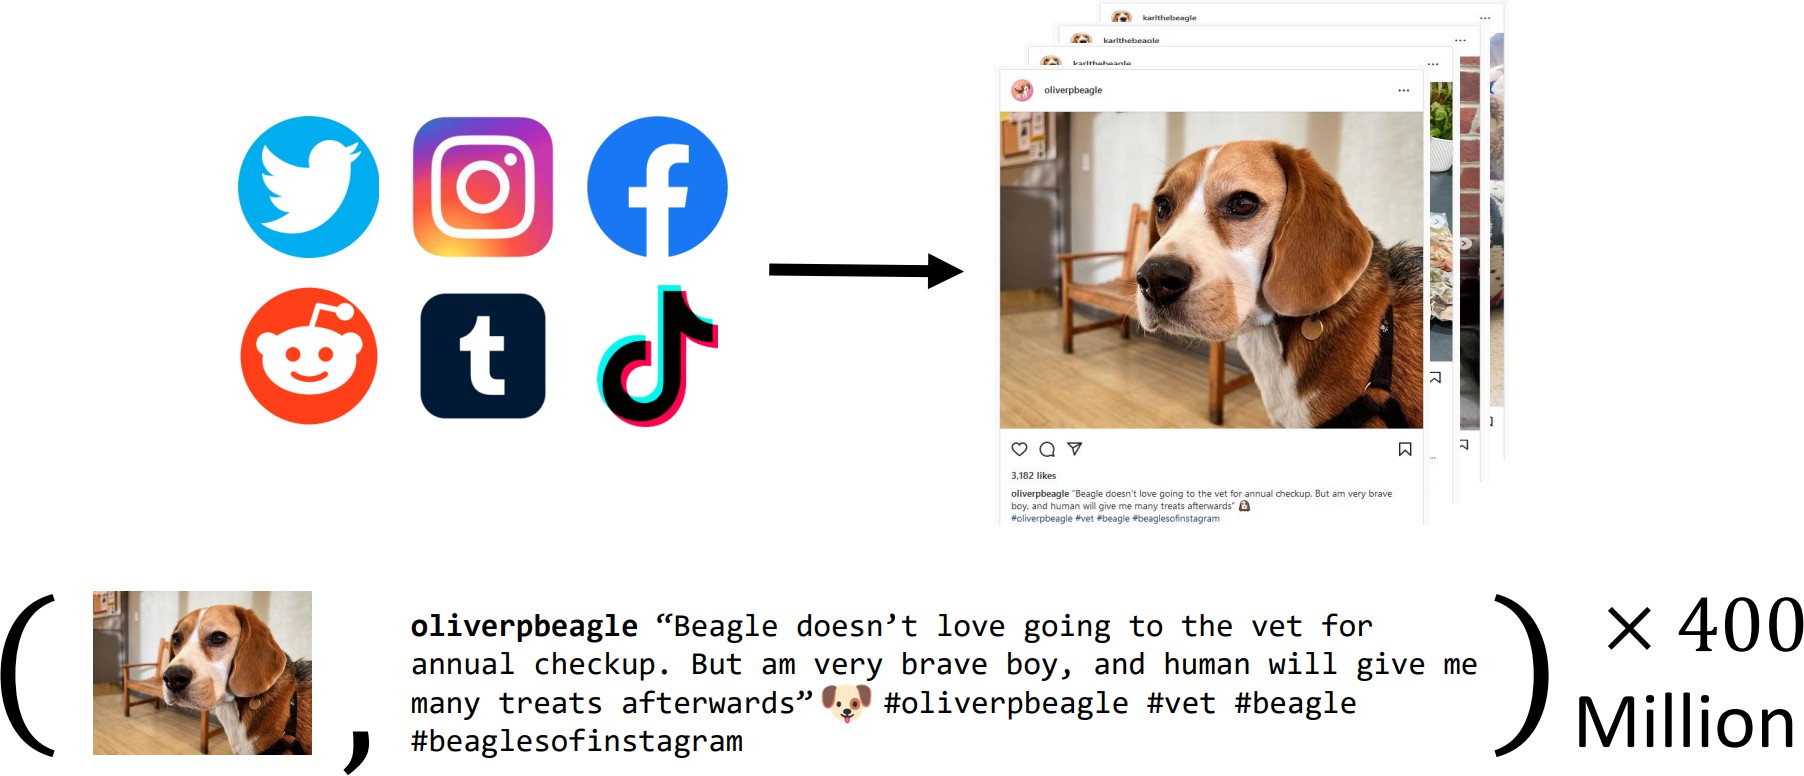 karlthebeagle
karlthebeagle
karlthebeagle
oliverpbeagle
3,182 likes
oliverpbeagle "Beagle doesn't love going to the vet for annual checkup. But am very brave
boy, and human will give me many treats afterwards"
#oliverpbeagle #vet #beagle #beaglesofinstagram
( , oliverpbeagle “Beagle doesn’t love going to the vet for
annual checkup. But am very brave boy, and human will give me
many treats afterwards”🐶 #oliverpbeagle #vet #beagle
#beaglesofinstagram
) × 400
Million